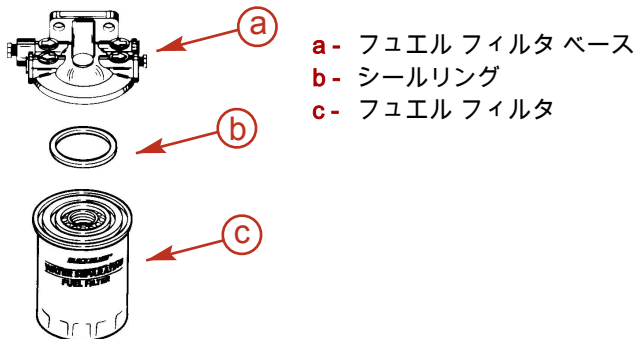 a
b
c
WATER SEPARATING
FUEL FILTER
a - フュエル フィルタ ベース
b - シールリング
c - フュエル フィルタ